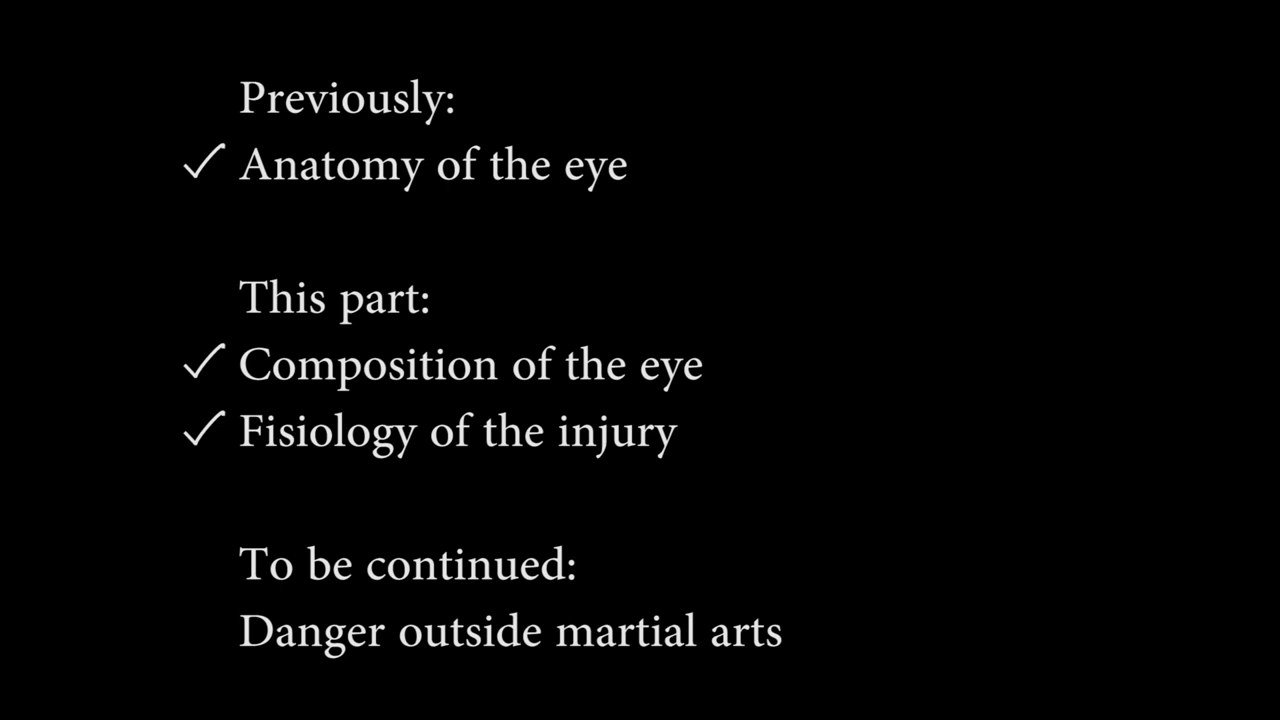 Previously:
✓ Anatomy of the eye
This part:
✓ Composition of the eye
✓ Fisiology of the injury
To be continued:
Danger outside martial arts